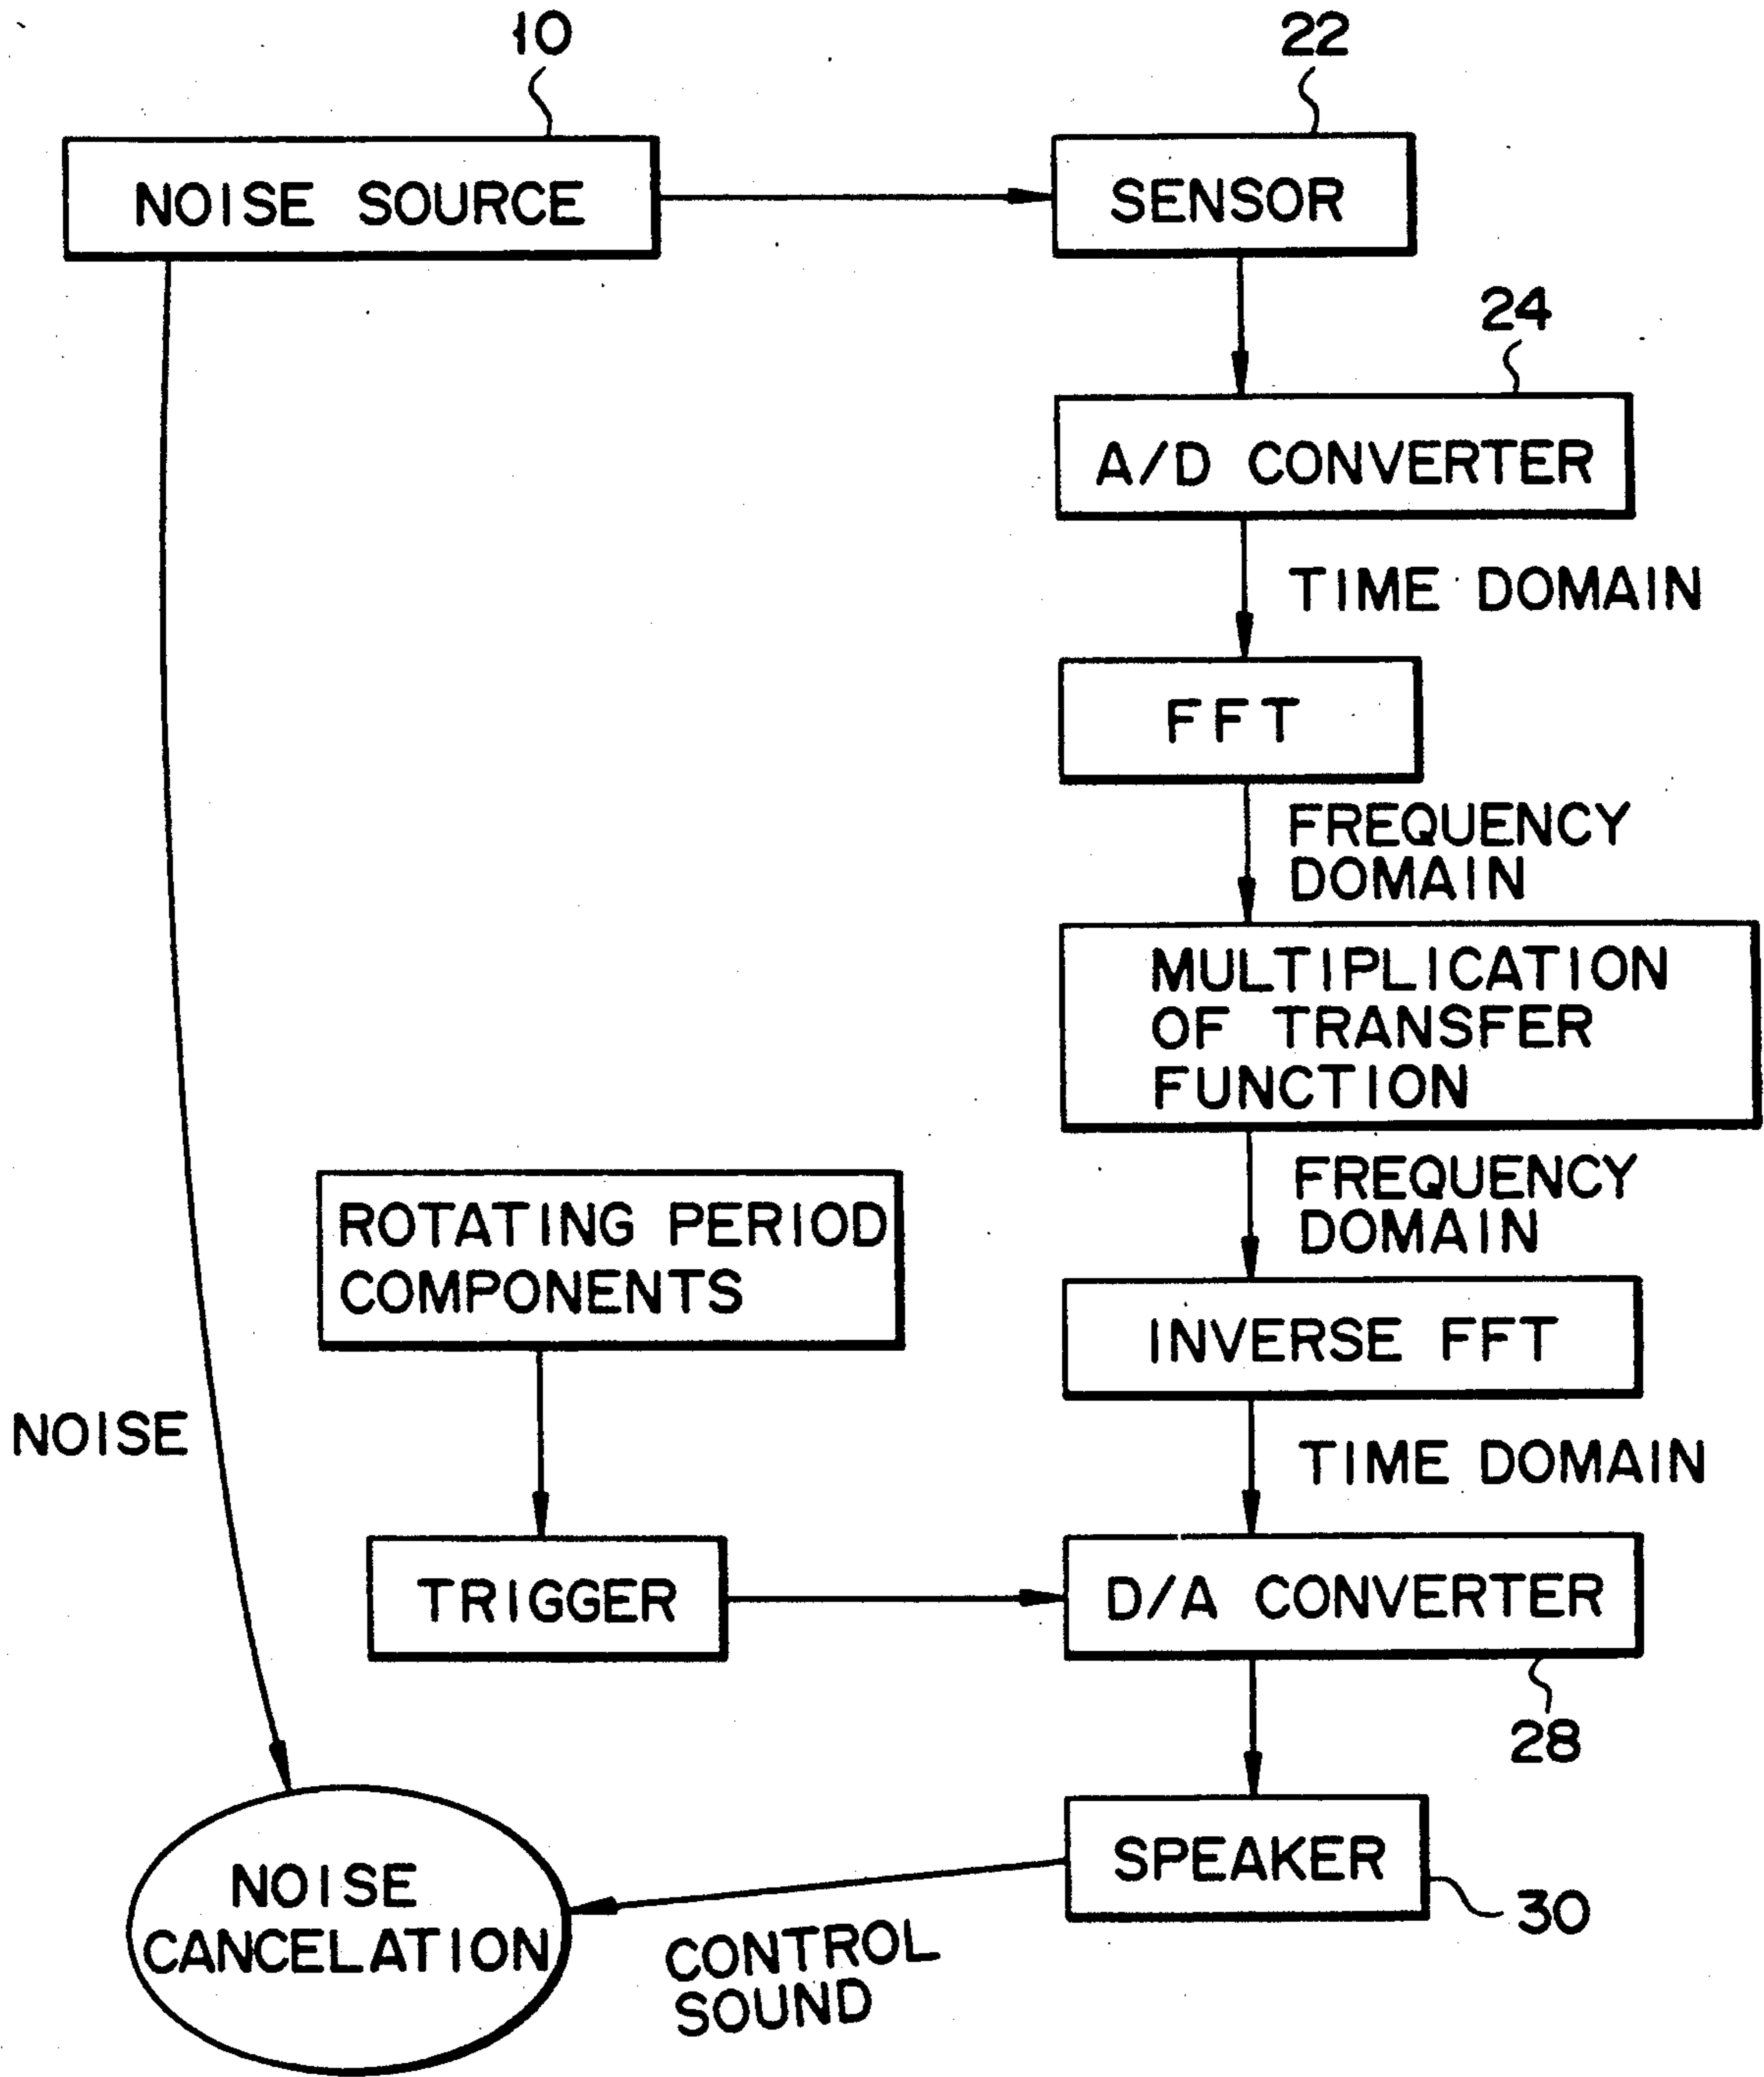 10
22
NOISE SOURCE
SENSOR
24
A/D CONVERTER
TIME DOMAIN
FFT
FREQUENCY
DOMAIN
MULTIPLICATION
OF TRANSFER
FUNCTION
FREQUENCY
DOMAIN
ROTATING PERIOD
COMPONENTS
INVERSE FFT
NOISE
TIME DOMAIN
TRIGGER
D/A CONVERTER
28
SPEAKER
30
NOISE
CANCELATION
CONTROL
SOUND